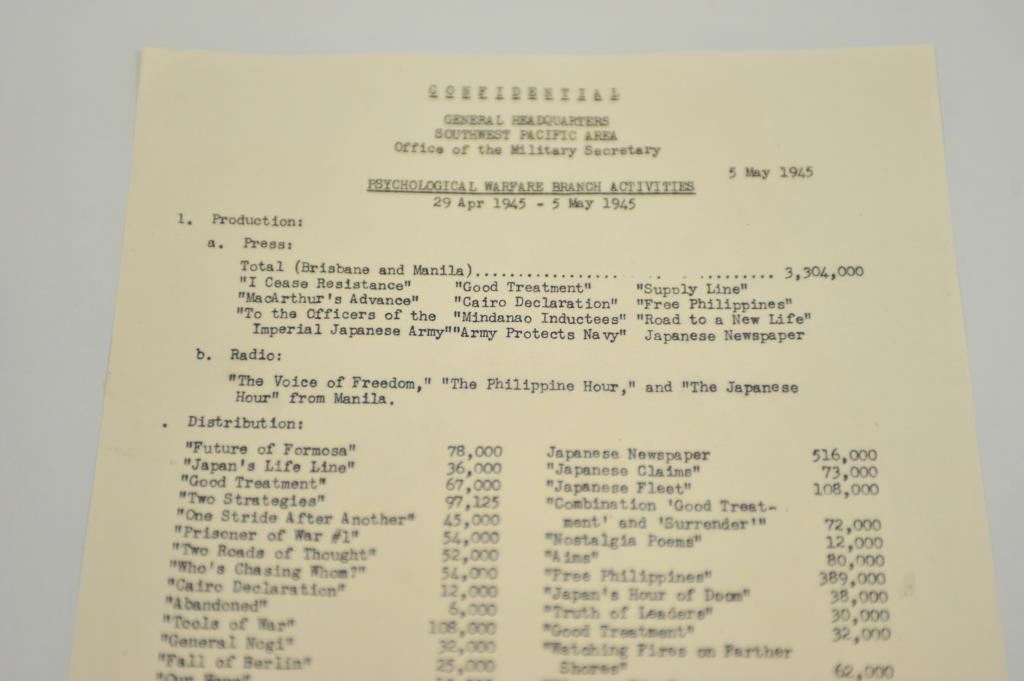 CONFIDENTIAL
GENERAL HEADQUARTERS
SOUTHWEST PACIFIC AREA
Office of the Military Secretary
5 May 1945
PSYCHOLOGICAL WARFARE BRANCH ACTIVITIES
29 Apr 1945 - 5 May 1945
1. Production:
a. Press:
Total (Brisbane and Manila)................. . . ......... 3,304,000
"I Cease Resistance" "Good Treatment" "Supply Line"
"MacArthur's Advance" "Cairo Declaration" "Free Philippines"
"To the Officers of the "Mindanao Inductees" "Road to a New Life"
Imperial Japanese Army""Army Protects Navy" Japanese Newspaper
b. Radio:
"The Voice of Freedom," "The Philippine Hour," and "The Japanese
Hour" from Manila.
. Distribution:
"Future of Formosa" 78,000 Japanese Newspaper 516,000
"Japan's Life Line" 36,000 "Japanese Claims" 73,000
"Good Treatment" 67,000 "Japanese Fleet" 108,000
"Two Strategies" 97,125 "Combination 'Good Treat-
"One Stride After Another" 45,000 ment' and 'Surrender'" 72,000
"Prisoner of War #1" 54,000 "Nostalgia Poems" 12,000
"Two Roads of Thought" 52,000 "Aims" 80,000
"Who's Chasing Whom?" 54,000 "Free Philippines" 389,000
"Cairo Declaration" 12,000 "Japan's Hour of Doom" 38,000
"Abandoned" 6,000 "Truth of Leaders" 30,000
"Tools of War" 108,000 "Good Treatment" 32,000
"General Nogi" 32,000 "Watching Fires on Farther
"Fall of Berlin" 25,000 Shores" 62,000